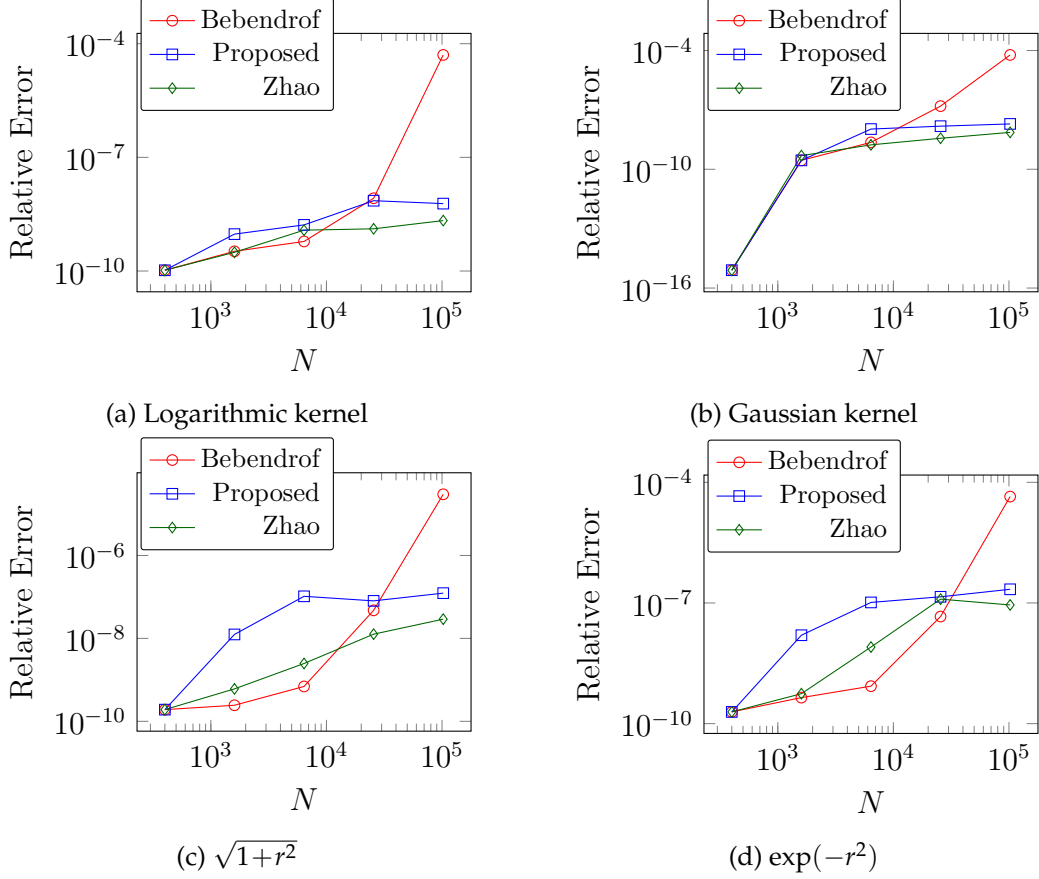 Bebendrof
Proposed
Zhao
10^{-4}
10^{-7}
10^{-10}
Relative Error
10^3
10^4
10^5
N
(a) Logarithmic kernel
Bebendrof
Proposed
Zhao
10^{-4}
10^{-10}
10^{-16}
Relative Error
10^3
10^4
10^5
N
(b) Gaussian kernel
Bebendrof
Proposed
Zhao
10^{-6}
10^{-8}
10^{-10}
Relative Error
10^3
10^4
10^5
N
(c) √1+r²
Bebendrof
Proposed
Zhao
10^{-4}
10^{-7}
10^{-10}
Relative Error
10^3
10^4
10^5
N
(d) exp(−r²)